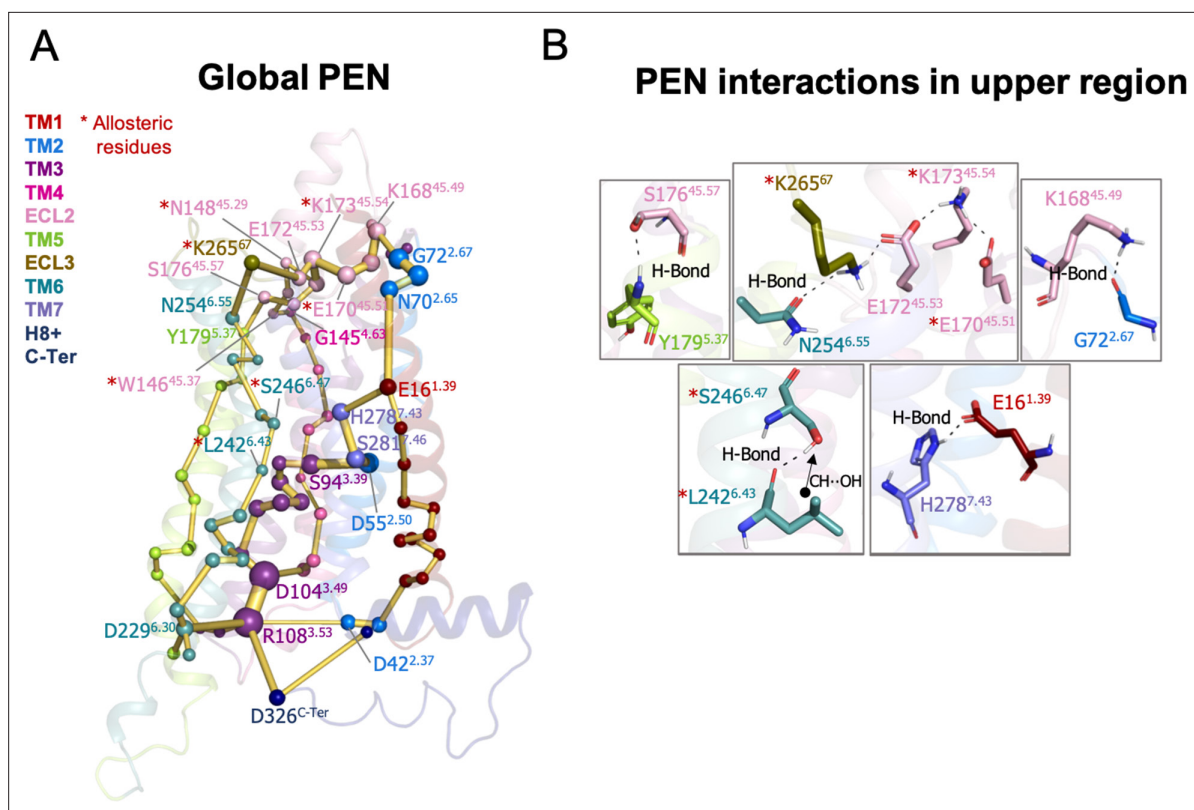 A
Global PEN
TM1
TM2
TM3
TM4
ECL2
TM5
ECL3
TM6
TM7
H8+
C-Ter
* Allosteric
residues
K168^45.49
*N148^45.29
*K173^45.54
E172^45.53
*K265^67
G72^2.67
S176^45.57
N70^2.65
N254^6.55
*E170^45.51
Y179^5.37
G145^4.63
*W146^45.37
*S246^6.47
E16^1.39
H278^7.43
*L242^6.43
S281^7.46
S94^3.39
D55^2.50
D104^3.49
D229^6.30
R108^3.53
D42^2.37
D326^C-Ter
B
PEN interactions in upper region
S176^45.57
H-Bond
Y179^5.37
*K265^67
*K173^45.54
H-Bond
E172^45.53
*E170^45.51
N254^6.55
K168^45.49
H-Bond
G72^2.67
*S246^6.47
H-Bond
CH··OH
*L242^6.43
E16^1.39
H-Bond
H278^7.43